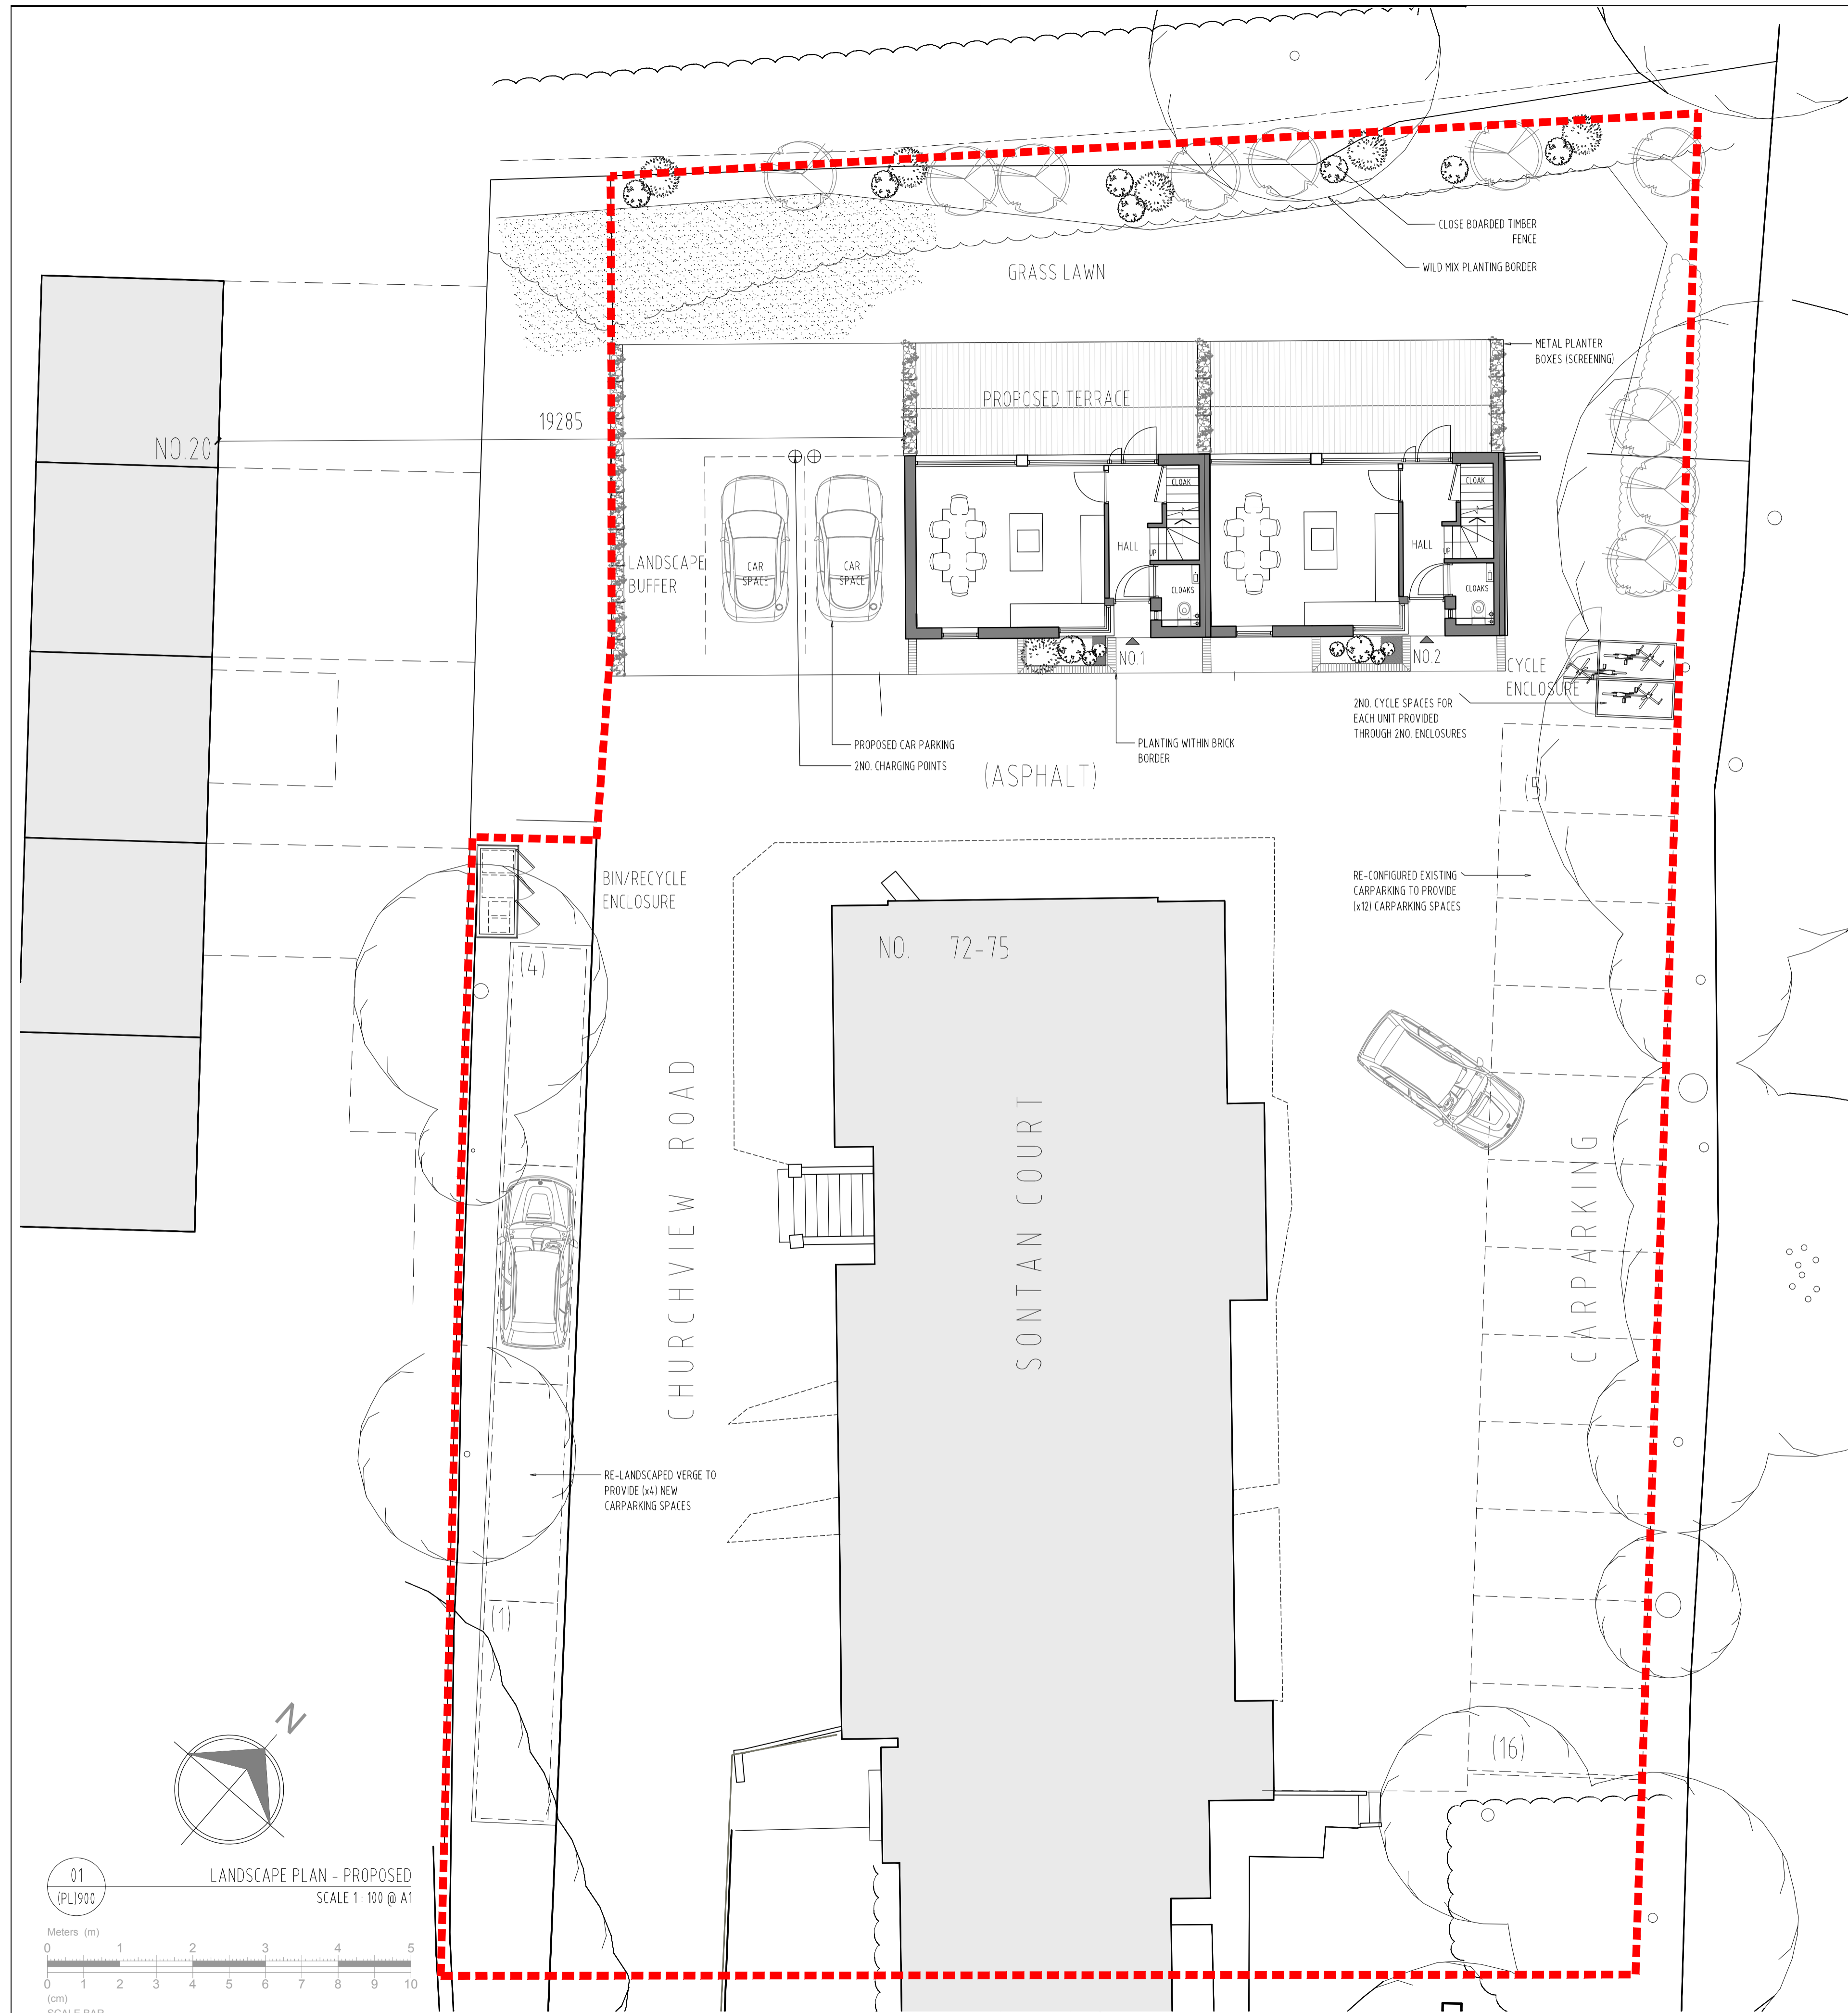 CLOSE BOARDED TIMBER
FENCE
WILD MIX PLANTING BORDER
GRASS LAWN
METAL PLANTER
BOXES (SCREENING)
PROPOSED TERRACE
19285
NO.20
CLOAK
CLOAK
HALL
UP
HALL
UP
LANDSCAPE
BUFFER
CAR
SPACE
CAR
SPACE
CLOAKS
CLOAKS
NO.1
NO.2
CYCLE
ENCLOSURE
2NO. CYCLE SPACES FOR
EACH UNIT PROVIDED
THROUGH 2NO. ENCLOSURES
PROPOSED CAR PARKING
2NO. CHARGING POINTS
PLANTING WITHIN BRICK
BORDER
(ASPHALT)
(5)
BIN/RECYCLE
ENCLOSURE
RE-CONFIGURED EXISTING
CARPARKING TO PROVIDE
(x12) CARPARKING SPACES
NO. 72-75
(4)
CHURCHVIEW ROAD
SONTAN COURT
CARPARKING
RE-LANDSCAPED VERGE TO
PROVIDE (x4) NEW
CARPARKING SPACES
(1)
(16)
N
01
(PL)900
LANDSCAPE PLAN - PROPOSED
SCALE 1 : 100 @ A1
Meters (m)
0 1 2 3 4 5
0 1 2 3 4 5 6 7 8 9 10
(cm)
SCALE BAR